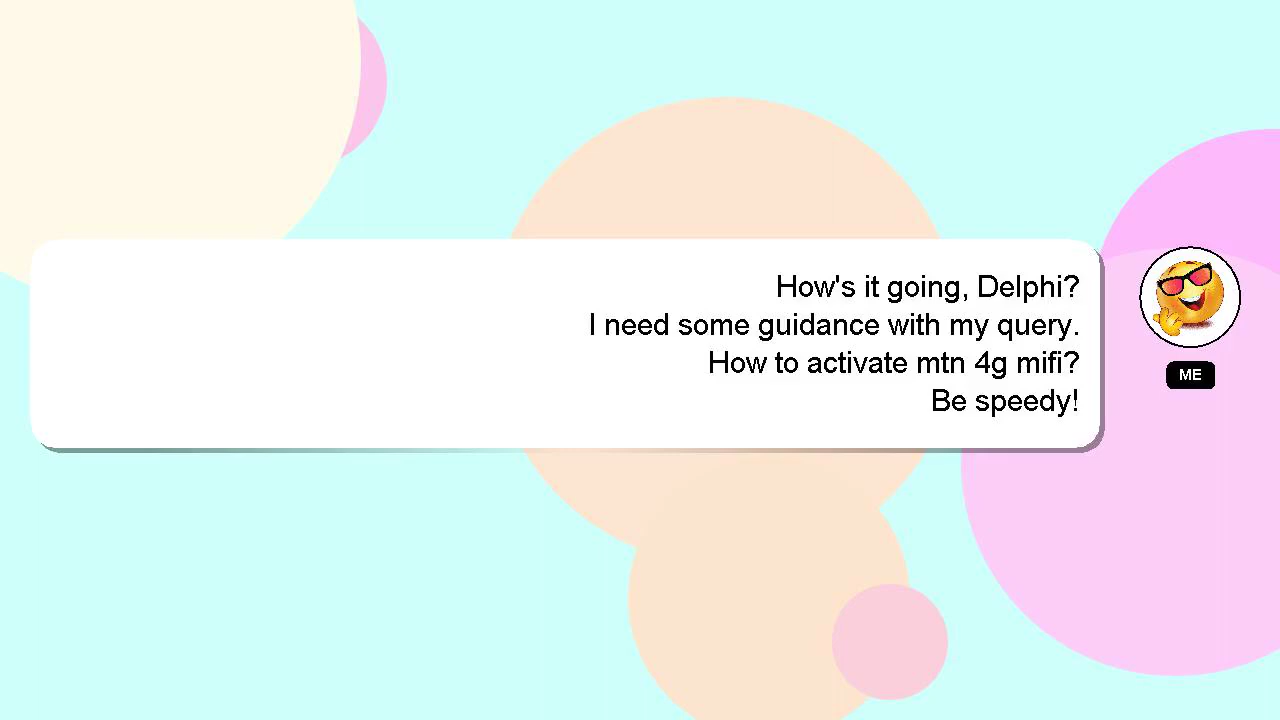 How's it going, Delphi?
I need some guidance with my query.
How to activate mtn 4g mifi?
Be speedy!
ME